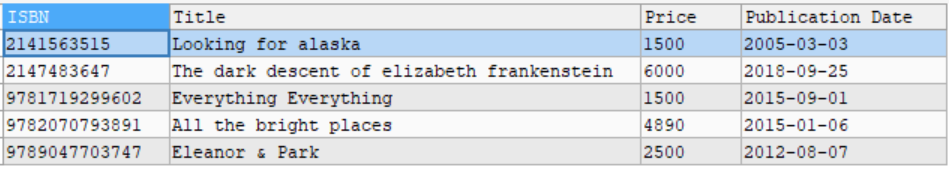 ISBN Title Price Publication Date
2141563515 Looking for alaska 1500 2005-03-03
2147483647 The dark descent of elizabeth frankenstein 6000 2018-09-25
9781719299602 Everything Everything 1500 2015-09-01
9782070793891 All the bright places 4890 2015-01-06
9789047703747 Eleanor & Park 2500 2012-08-07